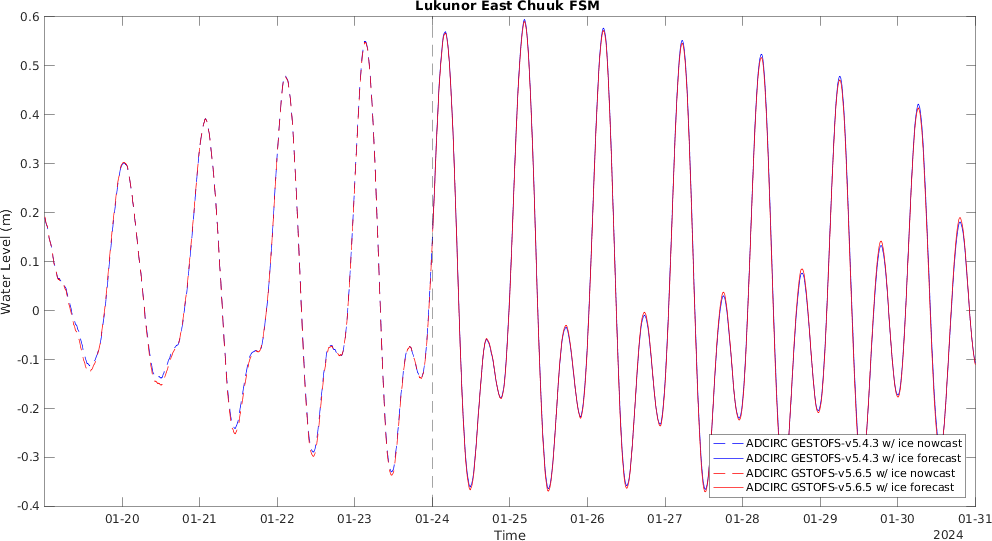 Lukunor East Chuuk FSM
0.6
0.5
0.4
0.3
0.2
0.1
0
-0.1
-0.2
-0.3
-0.4
Water Level (m)
ADCIRC GESTOFS-v5.4.3 w/ ice nowcast
ADCIRC GESTOFS-v5.4.3 w/ ice forecast
ADCIRC GSTOFS-v5.6.5 w/ ice nowcast
ADCIRC GSTOFS-v5.6.5 w/ ice forecast
01-20 01-21 01-22 01-23 01-24 01-25 01-26 01-27 01-28 01-29 01-30 01-31
Time
2024